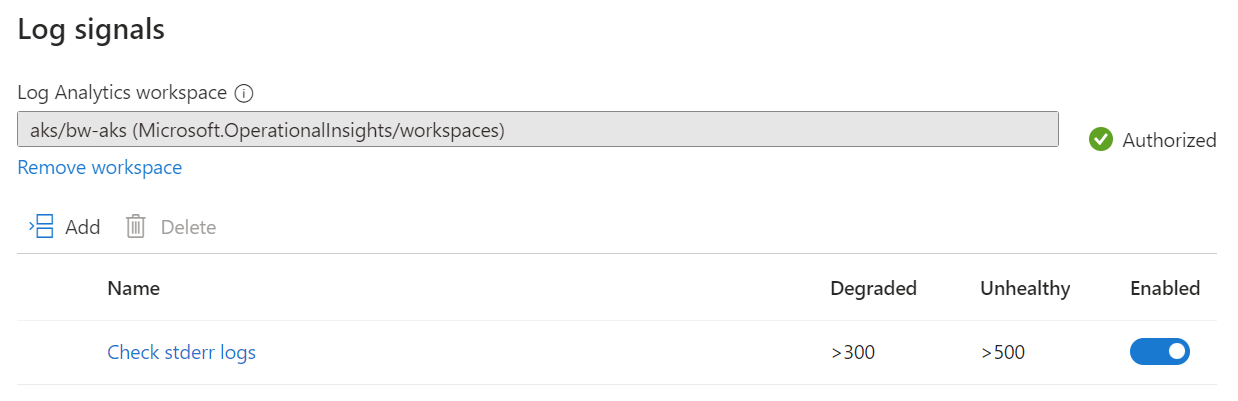 Log signals
Log Analytics workspace
aks/bw-aks (Microsoft.OperationalInsights/workspaces)
Authorized
Remove workspace
Add Delete
Name Degraded Unhealthy Enabled
Check stderr logs >300 >500